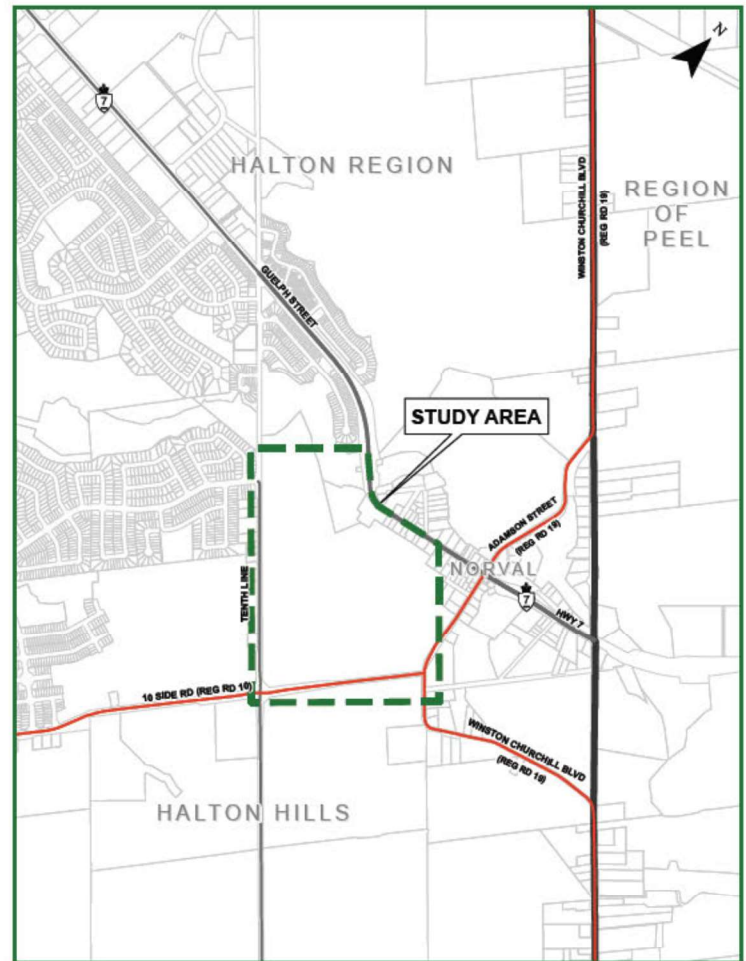 N
7
HALTON REGION
WINSTON CHURCHILL BLVD
(REG RD 19)
REGION
OF
PEEL
GUELPH STREET
STUDY AREA
ADAMSON STREET
(REG RD 19)
NORVAL
7
HWY 7
TENTH LINE
10 SIDE RD (REG RD 10)
WINSTON CHURCHILL BLVD
(REG RD 19)
HALTON HILLS